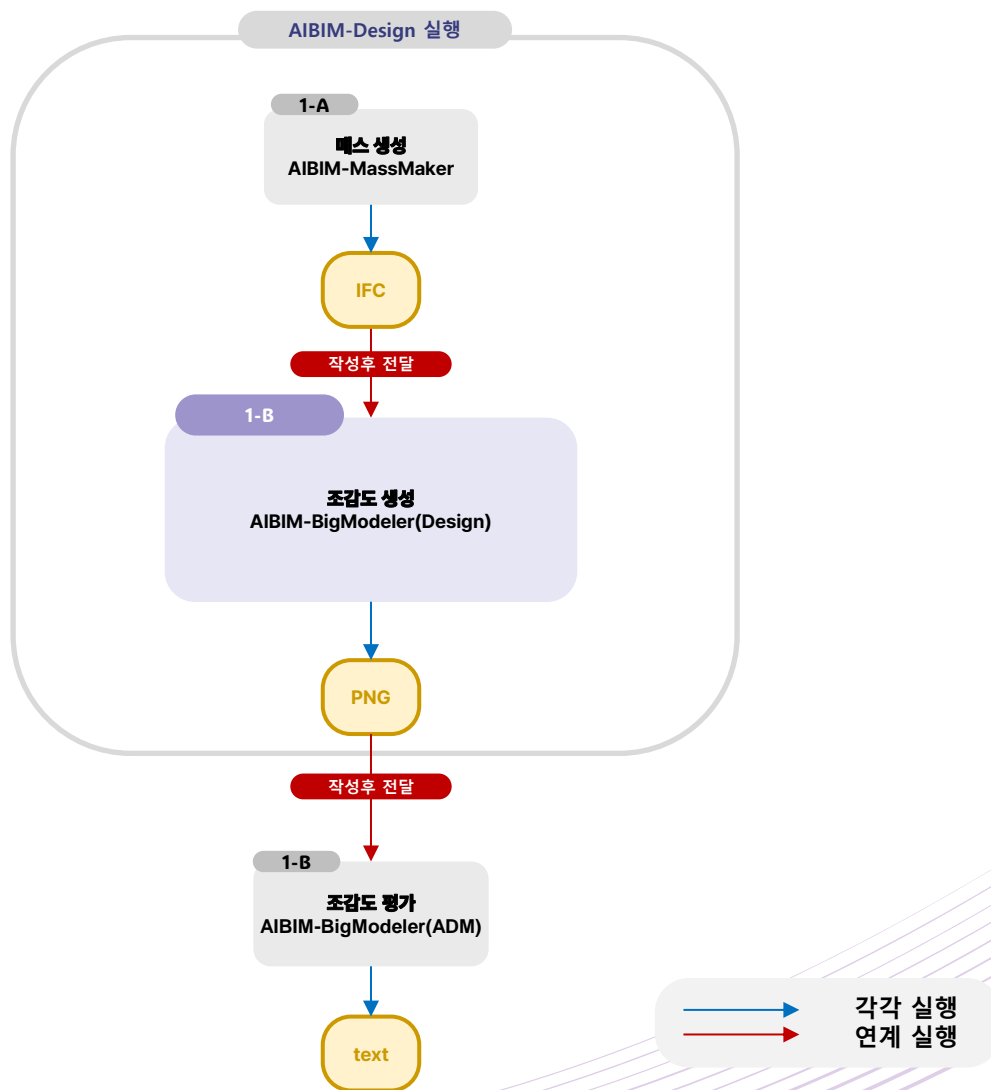 AIBIM-Design 실행
1-A
매스 생성
AIBIM-MassMaker
IFC
작성후 전달
1-B
조감도 생성
AIBIM-BigModeler(Design)
PNG
작성후 전달
1-B
조감도 평가
AIBIM-BigModeler(ADM)
text
각각 실행
연계 실행